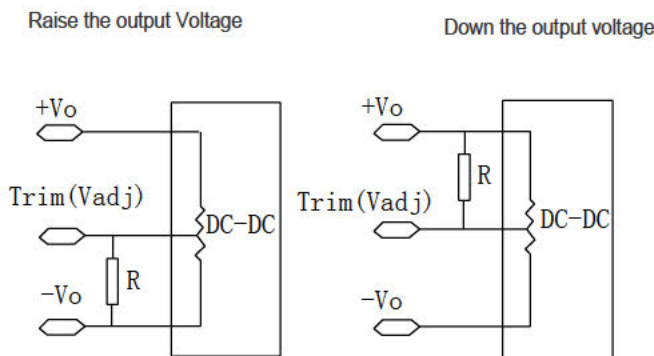 Raise the output Voltage
Down the output voltage
+Vo
Trim(Vadj)
DC-DC
R
-Vo
+Vo
R
Trim(Vadj)
DC-DC
-Vo